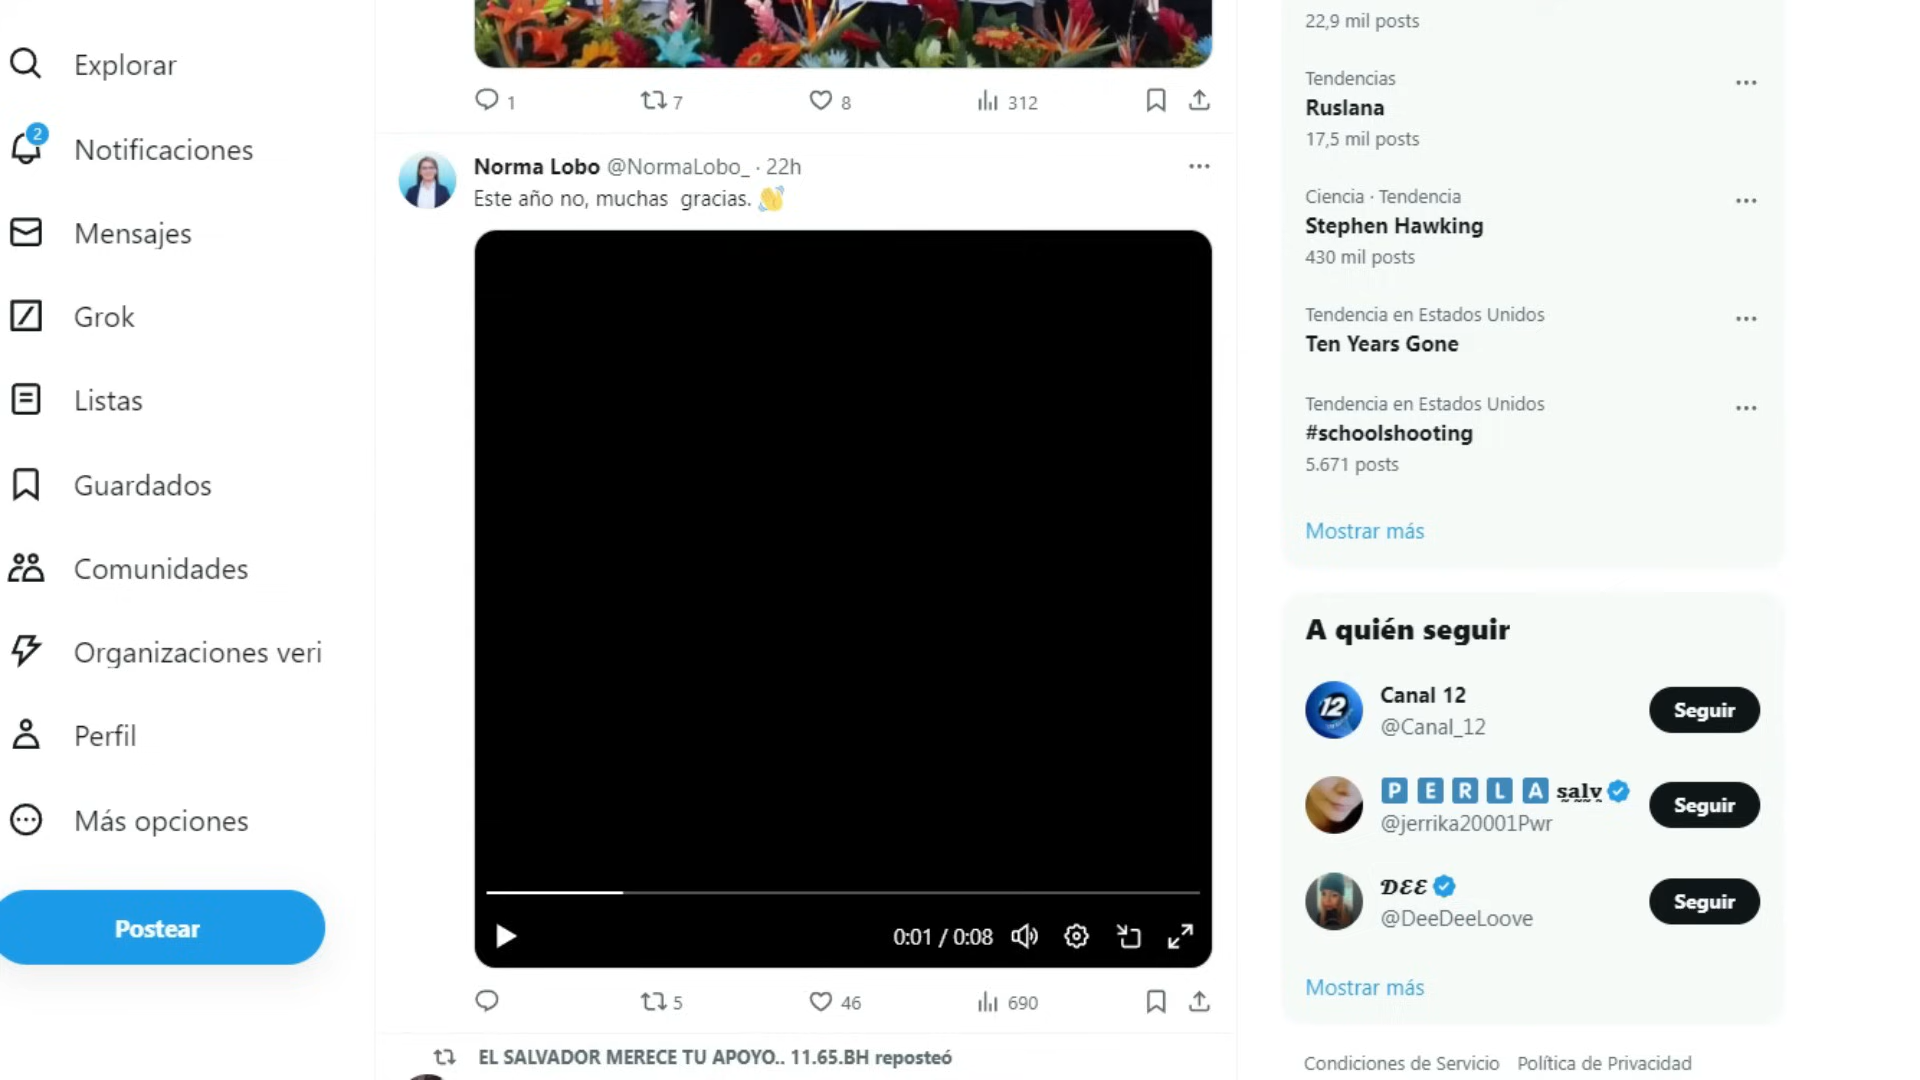 Explorar
2
Notificaciones
Mensajes
Grok
Listas
Guardados
Comunidades
Organizaciones veri
Perfil
Más opciones
Postear
1
7
8
312
Norma Lobo @NormaLobo_ · 22h
Este año no, muchas gracias.
0:01 / 0:08
5
46
690
EL SALVADOR MERECE TU APOYO.. 11.65.BH reposteó
22,9 mil posts
Tendencias
Ruslana
17,5 mil posts
Ciencia · Tendencia
Stephen Hawking
430 mil posts
Tendencia en Estados Unidos
Ten Years Gone
Tendencia en Estados Unidos
#schoolshooting
5.671 posts
Mostrar más
A quién seguir
12
Canal 12
@Canal_12
Seguir
P E R L A salv
@jerrika20001Pwr
Seguir
DEE
@DeeDeeLoove
Seguir
Mostrar más
Condiciones de Servicio Política de Privacidad